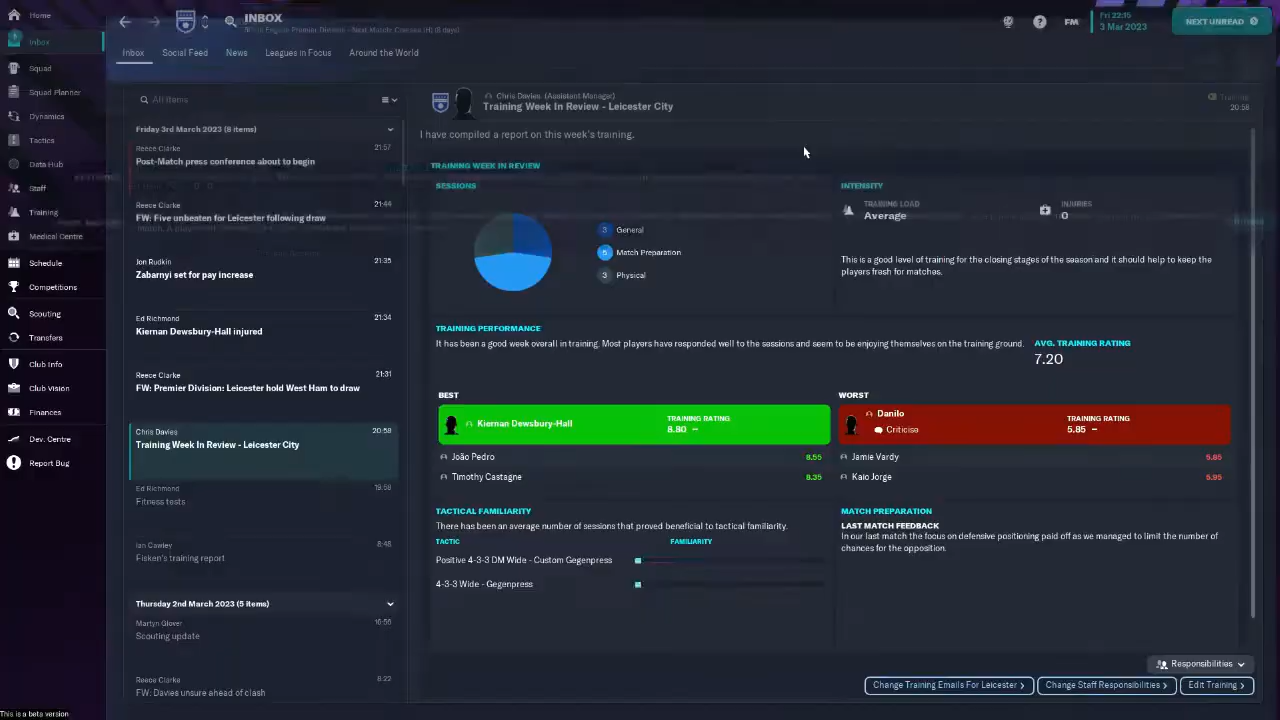 Home
Inbox
Squad
Squad Planner
Dynamics
Tactics
Data Hub
Staff
Training
Medical Centre
Schedule
Competitions
Scouting
Transfers
Club Info
Club Vision
Finances
Dev. Centre
Report Bug
This is a beta version
INBOX
English Premier Division - Next Match: Chelsea (H) (8 days)
FM
Fri 22:15
3 Mar 2023
NEXT UNREAD
Inbox Social Feed News Leagues in Focus Around the World
All Items
Friday 3rd March 2023 (8 items)
Reece Clarke 21:57
Post-Match press conference about to begin
Reece Clarke 21:44
FW: Five unbeaten for Leicester following draw
Jon Rudkin 21:35
Zabarnyi set for pay increase
Ed Richmond 21:34
Kiernan Dewsbury-Hall injured
Reece Clarke 21:31
FW: Premier Division: Leicester hold West Ham to draw
Chris Davies 20:58
Training Week In Review - Leicester City
Ed Richmond 19:58
Fitness tests
Ian Cawley 8:48
Fisken's training report
Thursday 2nd March 2023 (5 items)
Martyn Glover 16:56
Scouting update
Reece Clarke 8:22
FW: Davies unsure ahead of clash
Chris Davies (Assistant Manager)
Training Week In Review - Leicester City
Training
20:58
I have compiled a report on this week's training.
TRAINING WEEK IN REVIEW
SESSIONS
3 General
5 Match Preparation
3 Physical
INTENSITY
TRAINING LOAD
Average
INJURIES
0
This is a good level of training for the closing stages of the season and it should help to keep the
players fresh for matches.
TRAINING PERFORMANCE
It has been a good week overall in training. Most players have responded well to the sessions and seem to be enjoying themselves on the training ground.
AVG. TRAINING RATING
7.20
BEST
Kiernan Dewsbury-Hall
TRAINING RATING
8.80 –
João Pedro 8.55
Timothy Castagne 8.35
WORST
Danilo
Criticise
TRAINING RATING
5.85 –
Jamie Vardy 5.85
Kaio Jorge 5.95
TACTICAL FAMILIARITY
There has been an average number of sessions that proved beneficial to tactical familiarity.
TACTIC FAMILIARITY
Positive 4-3-3 DM Wide - Custom Gegenpress
4-3-3 Wide - Gegenpress
MATCH PREPARATION
LAST MATCH FEEDBACK
In our last match the focus on defensive positioning paid off as we managed to limit the number of
chances for the opposition.
Responsibilities
Change Training Emails For Leicester >
Change Staff Responsibilities >
Edit Training >